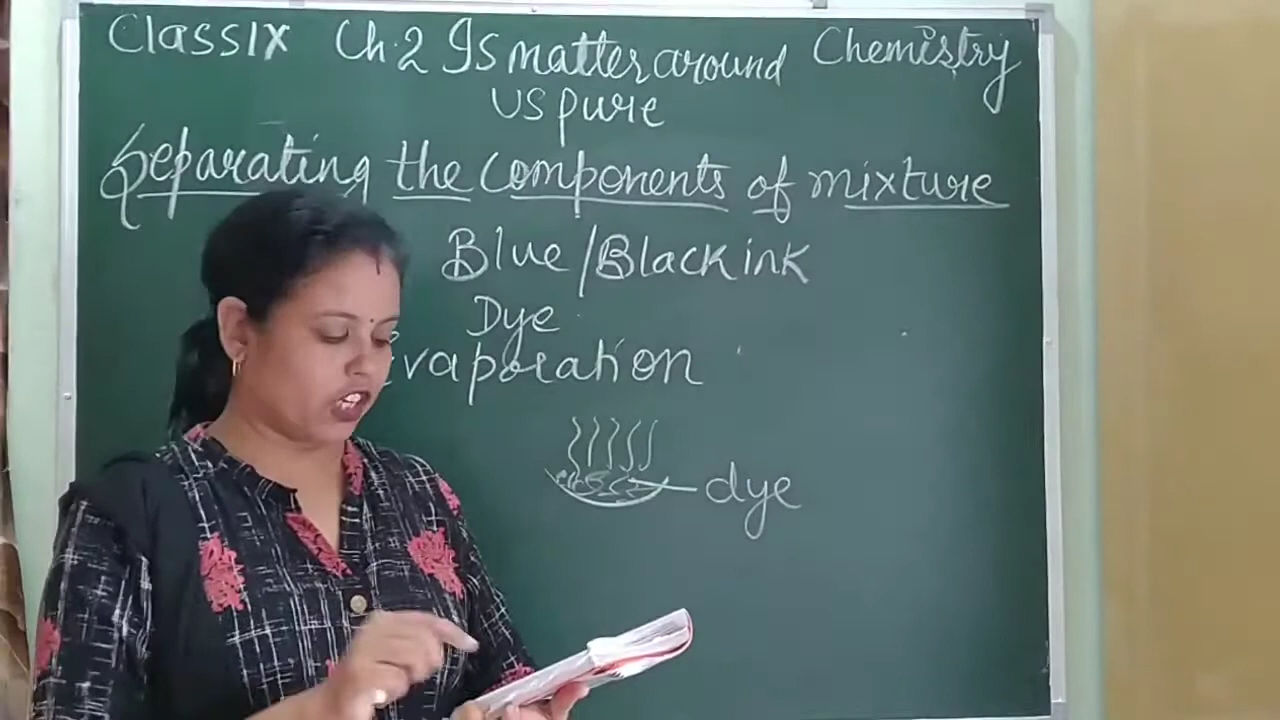 Class IX Ch.2 Is matter around Chemistry
us pure
Separating the components of mixture
Blue/Black ink
Dye
Evaporation
dye